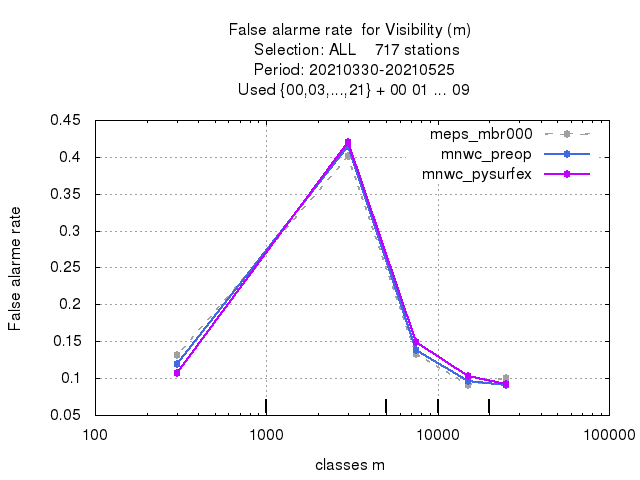 False alarme rate  for Visibility (m)
Selection: ALL    717 stations
Period: 20210330-20210525
Used {00,03,...,21} + 00 01 ... 09
0.45
0.4
0.35
0.3
0.25
0.2
0.15
0.1
0.05
False alarme rate
meps_mbr000
mnwc_preop
mnwc_pysurfex
100 1000 10000 100000
classes m